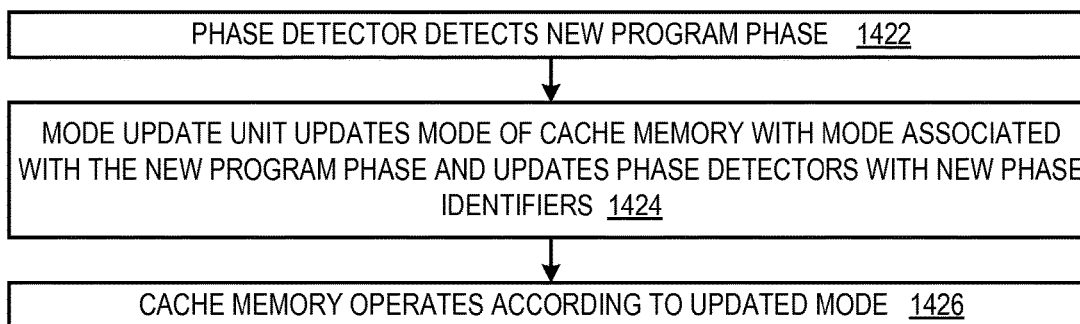 PHASE DETECTOR DETECTS NEW PROGRAM PHASE 1422
MODE UPDATE UNIT UPDATES MODE OF CACHE MEMORY WITH MODE ASSOCIATED
WITH THE NEW PROGRAM PHASE AND UPDATES PHASE DETECTORS WITH NEW PHASE
IDENTIFIERS 1424
CACHE MEMORY OPERATES ACCORDING TO UPDATED MODE 1426